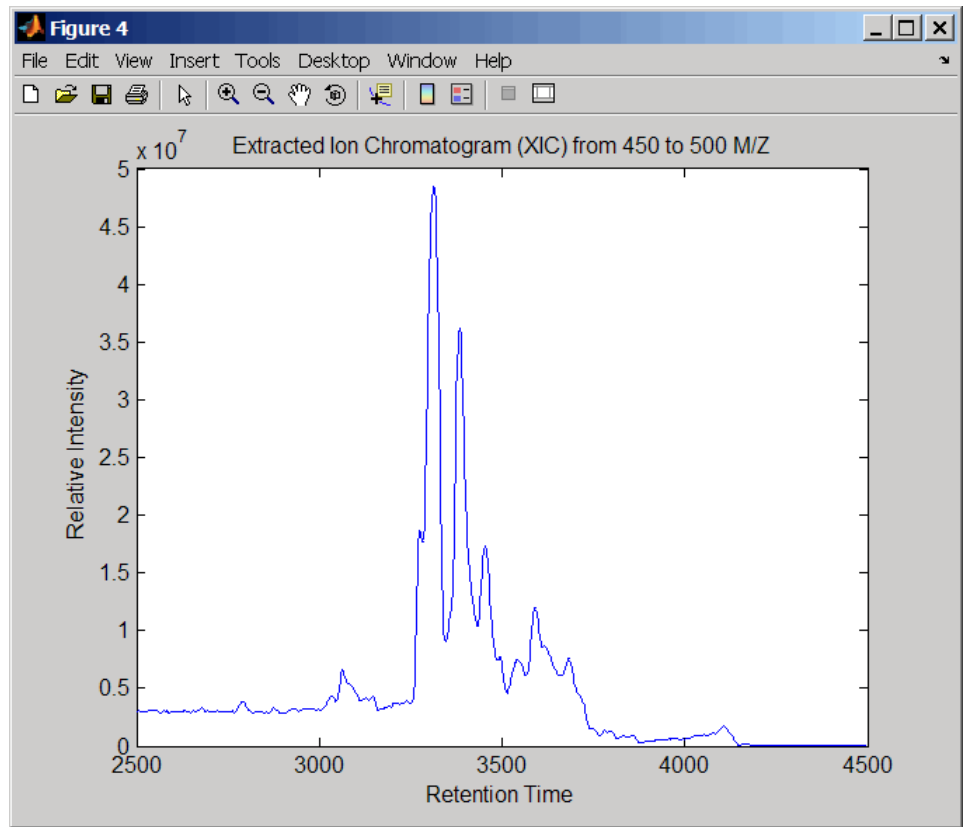 Figure 4
File Edit View Insert Tools Desktop Window Help
x 10^7
Extracted Ion Chromatogram (XIC) from 450 to 500 M/Z
5
4.5
4
3.5
3
2.5
2
1.5
1
0.5
0
Relative Intensity
2500 3000 3500 4000 4500
Retention Time